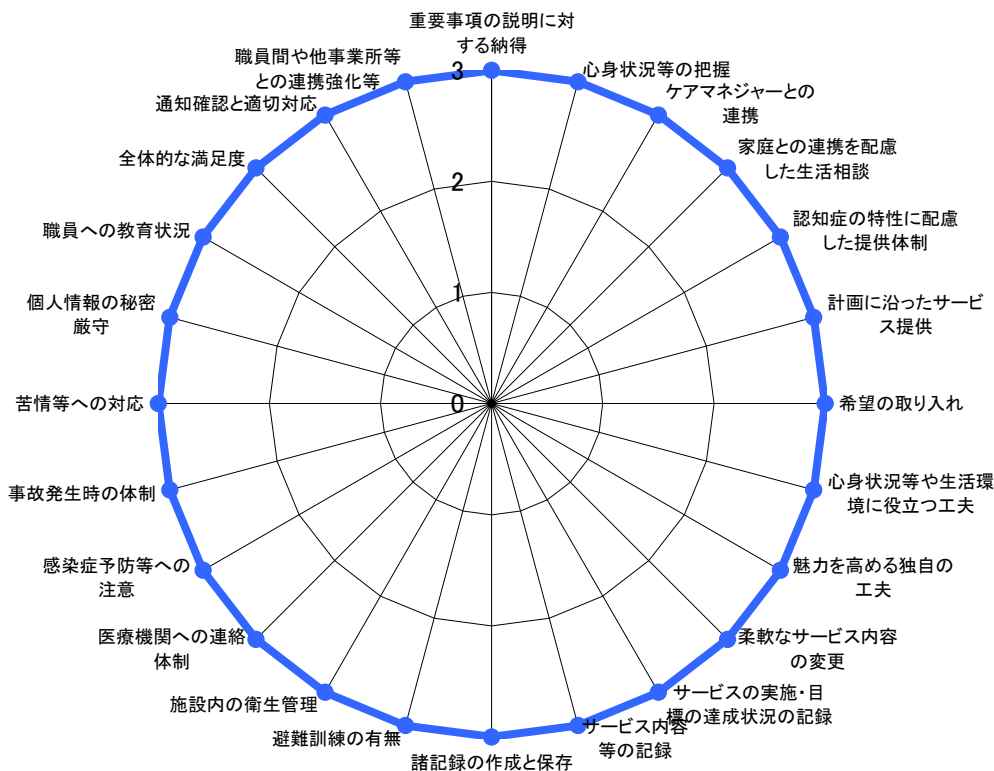 重要事項の説明に対
する納得
心身状況等の把握
ケアマネジャーとの
連携
家庭との連携を配慮
した生活相談
認知症の特性に配慮
した提供体制
計画に沿ったサービ
ス提供
希望の取り入れ
心身状況等や生活環
境に役立つ工夫
魅力を高める独自の
工夫
柔軟なサービス内容
の変更
サービスの実施・目
標の達成状況の記録
サービス内容
等の記録
諸記録の作成と保存
避難訓練の有無
施設内の衛生管理
医療機関への連絡
体制
感染症予防等への
注意
事故発生時の体制
苦情等への対応
個人情報の秘密
厳守
職員への教育状況
全体的な満足度
通知確認と適切対応
職員間や他事業所等
との連携強化等
3
2
1
0